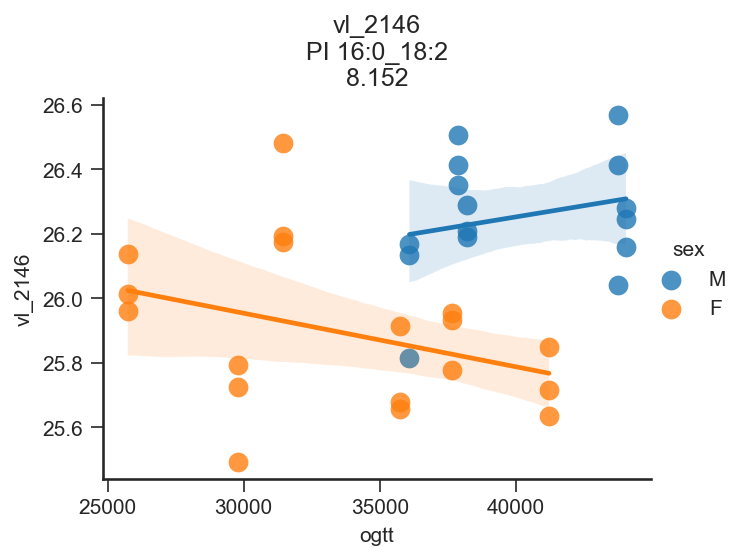 vl_2146
PI 16:0_18:2
8.152
26.6
26.4
26.2
26.0
25.8
25.6
vl_2146
25000
30000
35000
40000
ogtt
sex
M
F